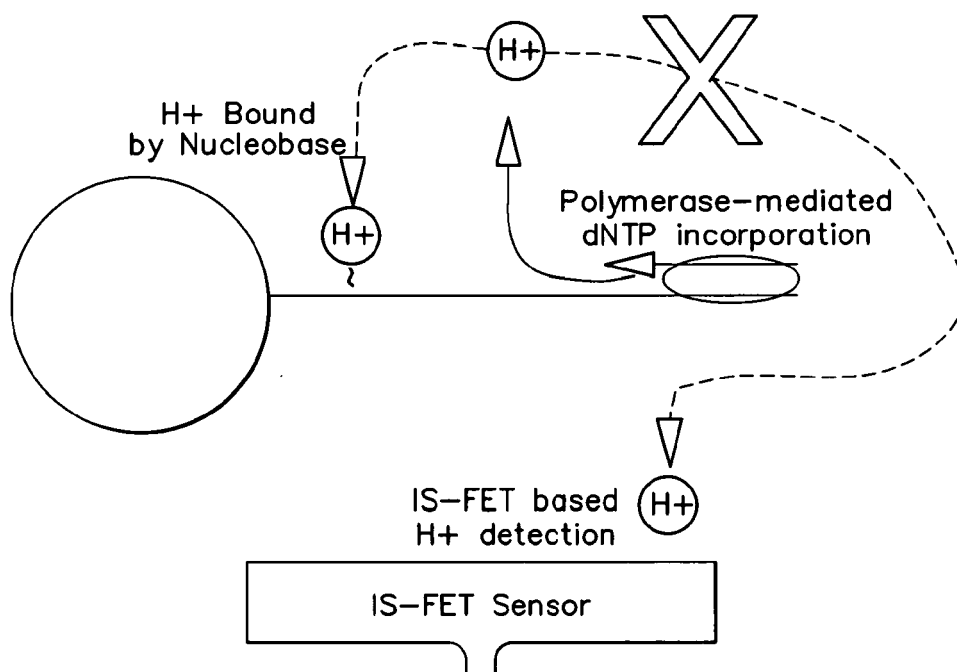 H+
H+ Bound
by Nucleobase
H+
Polymerase-mediated
dNTP incorporation
IS-FET based
H+ detection
H+
IS-FET Sensor